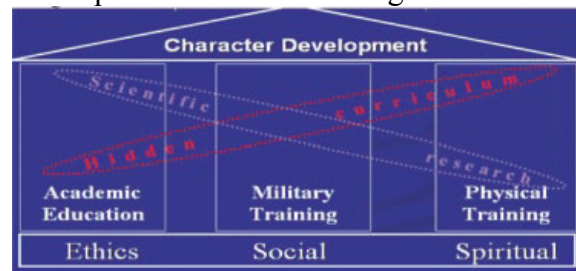 Character Development
Scientific
curriculum
Hidden
research
Academic
Education
Military
Training
Physical
Training
Ethics
Social
Spiritual